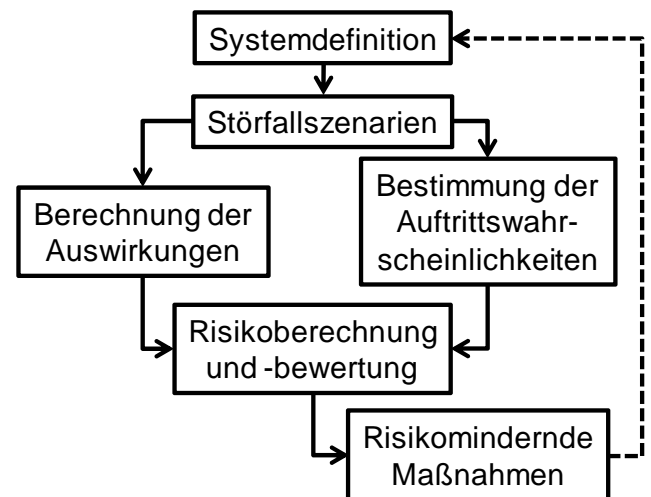 Systemdefinition
Störfallszenarien
Berechnung der
Auswirkungen
Bestimmung der
Auftrittswahr-
scheinlichkeiten
Risikoberechnung
und -bewertung
Risikomindernde
Maßnahmen